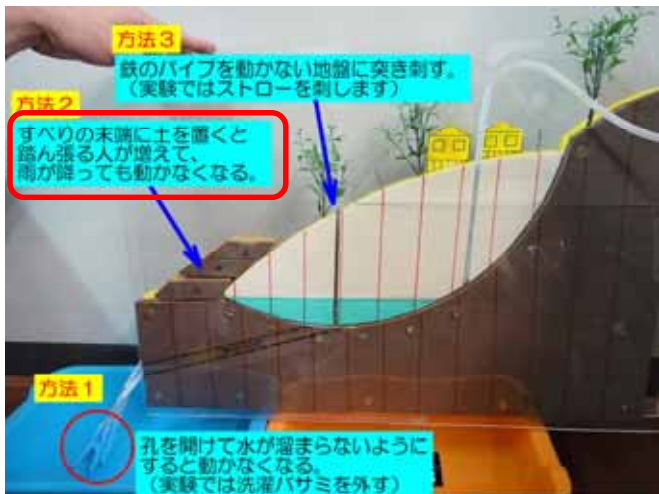 方法3
鉄のパイプを動かない地盤に突き刺す。
（実験ではストローを刺します）
方法2
すべりの末端に土を置くと
踏ん張る人が増えて、
雨が降っても動かなくなる。
方法1
孔を開けて水が溜まらないように
すると動かなくなる。
（実験では洗濯バサミを外す）